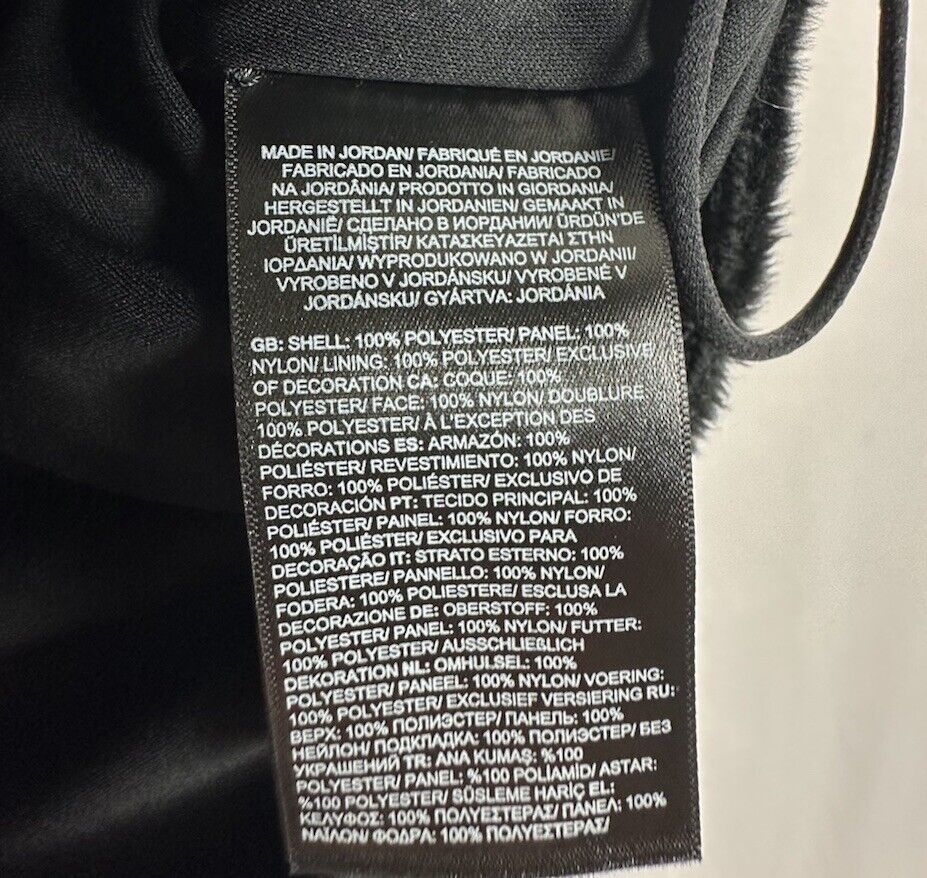 MADE IN JORDAN/ FABRIQUÉ EN JORDANIE/
FABRICADO EN JORDANIA/ FABRICADO
NA JORDÂNIA/ PRODOTTO IN GIORDANIA/
HERGESTELLT IN JORDANIEN/ GEMAAKT IN
JORDANIË/ СДЕЛАНО В ИОРДАНИИ/ ÜRDÜN'DE
ÜRETİLMİŞTİR/ ΚΑΤΑΣΚΕΥΑΖΕΤΑΙ ΣΤΗΝ
ΙΟΡΔΑΝΙΑ/ WYPRODUKOWANO W JORDANII/
VYROBENO V JORDÁNSKU/ VYROBENÉ V
JORDÁNSKU/ GYÁRTVA: JORDÁNIA
GB: SHELL: 100% POLYESTER/ PANEL: 100%
NYLON/ LINING: 100% POLYESTER/ EXCLUSIVE
OF DECORATION CA: COQUE: 100%
POLYESTER/ FACE: 100% NYLON/ DOUBLURE
100% POLYESTER/ À L'EXCEPTION DES
DÉCORATIONS ES: ARMAZÓN: 100%
POLIÉSTER/ REVESTIMIENTO: 100% NYLON/
FORRO: 100% POLIÉSTER/ EXCLUSIVO DE
DECORACIÓN PT: TECIDO PRINCIPAL: 100%
POLIÉSTER/ PAINEL: 100% NYLON/ FORRO:
100% POLIÉSTER/ EXCLUSIVO PARA
DECORAÇÃO IT: STRATO ESTERNO: 100%
POLIESTERE/ PANNELLO: 100% NYLON/
FODERA: 100% POLIESTERE/ ESCLUSA LA
DECORAZIONE DE: OBERSTOFF: 100%
POLYESTER/ PANEL: 100% NYLON/ FUTTER:
100% POLYESTER/ AUSSCHLIEßLICH
DEKORATION NL: OMHULSEL: 100%
POLYESTER/ PANEEL: 100% NYLON/ VOERING:
100% POLYESTER/ EXCLUSIEF VERSIERING RU:
ВЕРХ: 100% ПОЛИЭСТЕР/ ПАНЕЛЬ: 100%
НЕЙЛОН/ ПОДКЛАДКА: 100% ПОЛИЭСТЕР/ БЕЗ
УКРАШЕНИЙ TR: ANA KUMAŞ: %100
POLYESTER/ PANEL: %100 POLIAMİD/ ASTAR:
%100 POLYESTER/ SÜSLEME HARİÇ EL:
ΚΕΛΥΦΟΣ: 100% ΠΟΛΥΕΣΤΕΡΑΣ/ ΠΑΝΕΛ: 100%
ΝΑΪΛΟΝ/ ΦΟΔΡΑ: 100% ΠΟΛΥΕΣΤΕΡΑΣ/